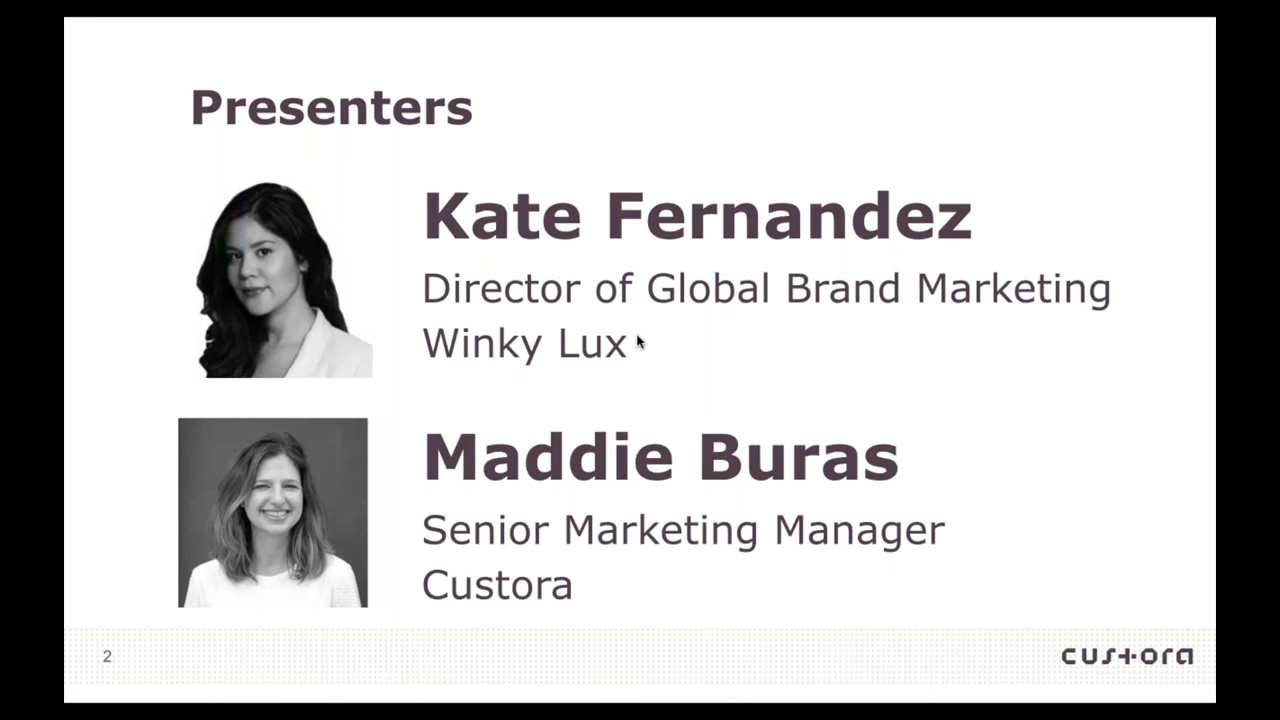 Presenters
Kate Fernandez
Director of Global Brand Marketing
Winky Lux
Maddie Buras
Senior Marketing Manager
Custora
2
custora